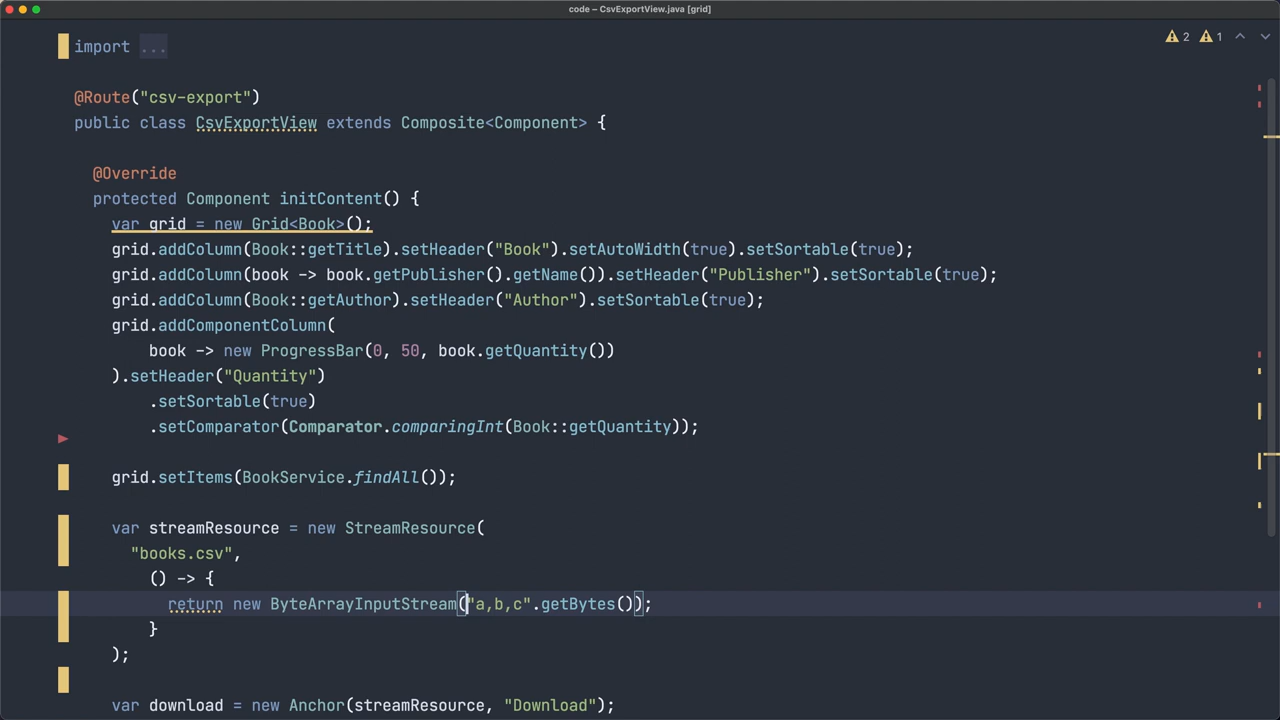 code – CsvExportView.java [grid]
import ...
2 1
@Route("csv-export")
public class CsvExportView extends Composite<Component> {
@Override
protected Component initContent() {
var grid = new Grid<Book>();
grid.addColumn(Book::getTitle).setHeader("Book").setAutoWidth(true).setSortable(true);
grid.addColumn(book -> book.getPublisher().getName()).setHeader("Publisher").setSortable(true);
grid.addColumn(Book::getAuthor).setHeader("Author").setSortable(true);
grid.addComponentColumn(
book -> new ProgressBar(0, 50, book.getQuantity())
).setHeader("Quantity")
.setSortable(true)
.setComparator(Comparator.comparingInt(Book::getQuantity));
grid.setItems(BookService.findAll());
var streamResource = new StreamResource(
"books.csv",
() -> {
return new ByteArrayInputStream("a,b,c".getBytes());
}
);
var download = new Anchor(streamResource, "Download");